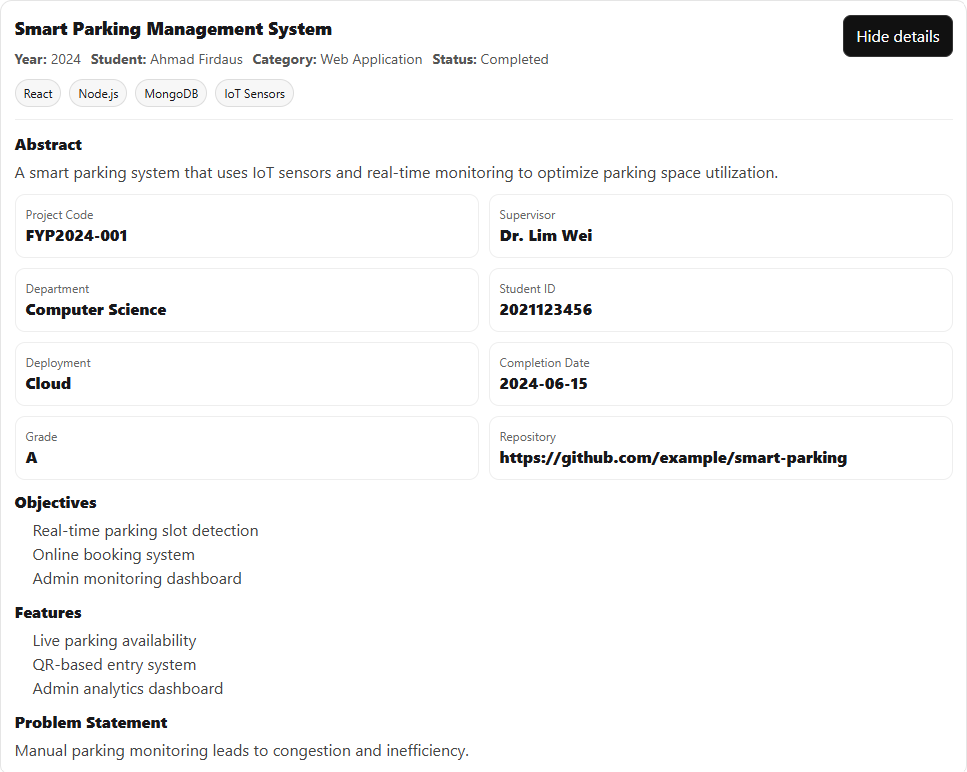 Smart Parking Management System
Hide details
Year: 2024 Student: Ahmad Firdaus Category: Web Application Status: Completed
React Node.js MongoDB IoT Sensors
Abstract
A smart parking system that uses IoT sensors and real-time monitoring to optimize parking space utilization.
Project Code
FYP2024-001
Supervisor
Dr. Lim Wei
Department
Computer Science
Student ID
2021123456
Deployment
Cloud
Completion Date
2024-06-15
Grade
A
Repository
https://github.com/example/smart-parking
Objectives
Real-time parking slot detection
Online booking system
Admin monitoring dashboard
Features
Live parking availability
QR-based entry system
Admin analytics dashboard
Problem Statement
Manual parking monitoring leads to congestion and inefficiency.